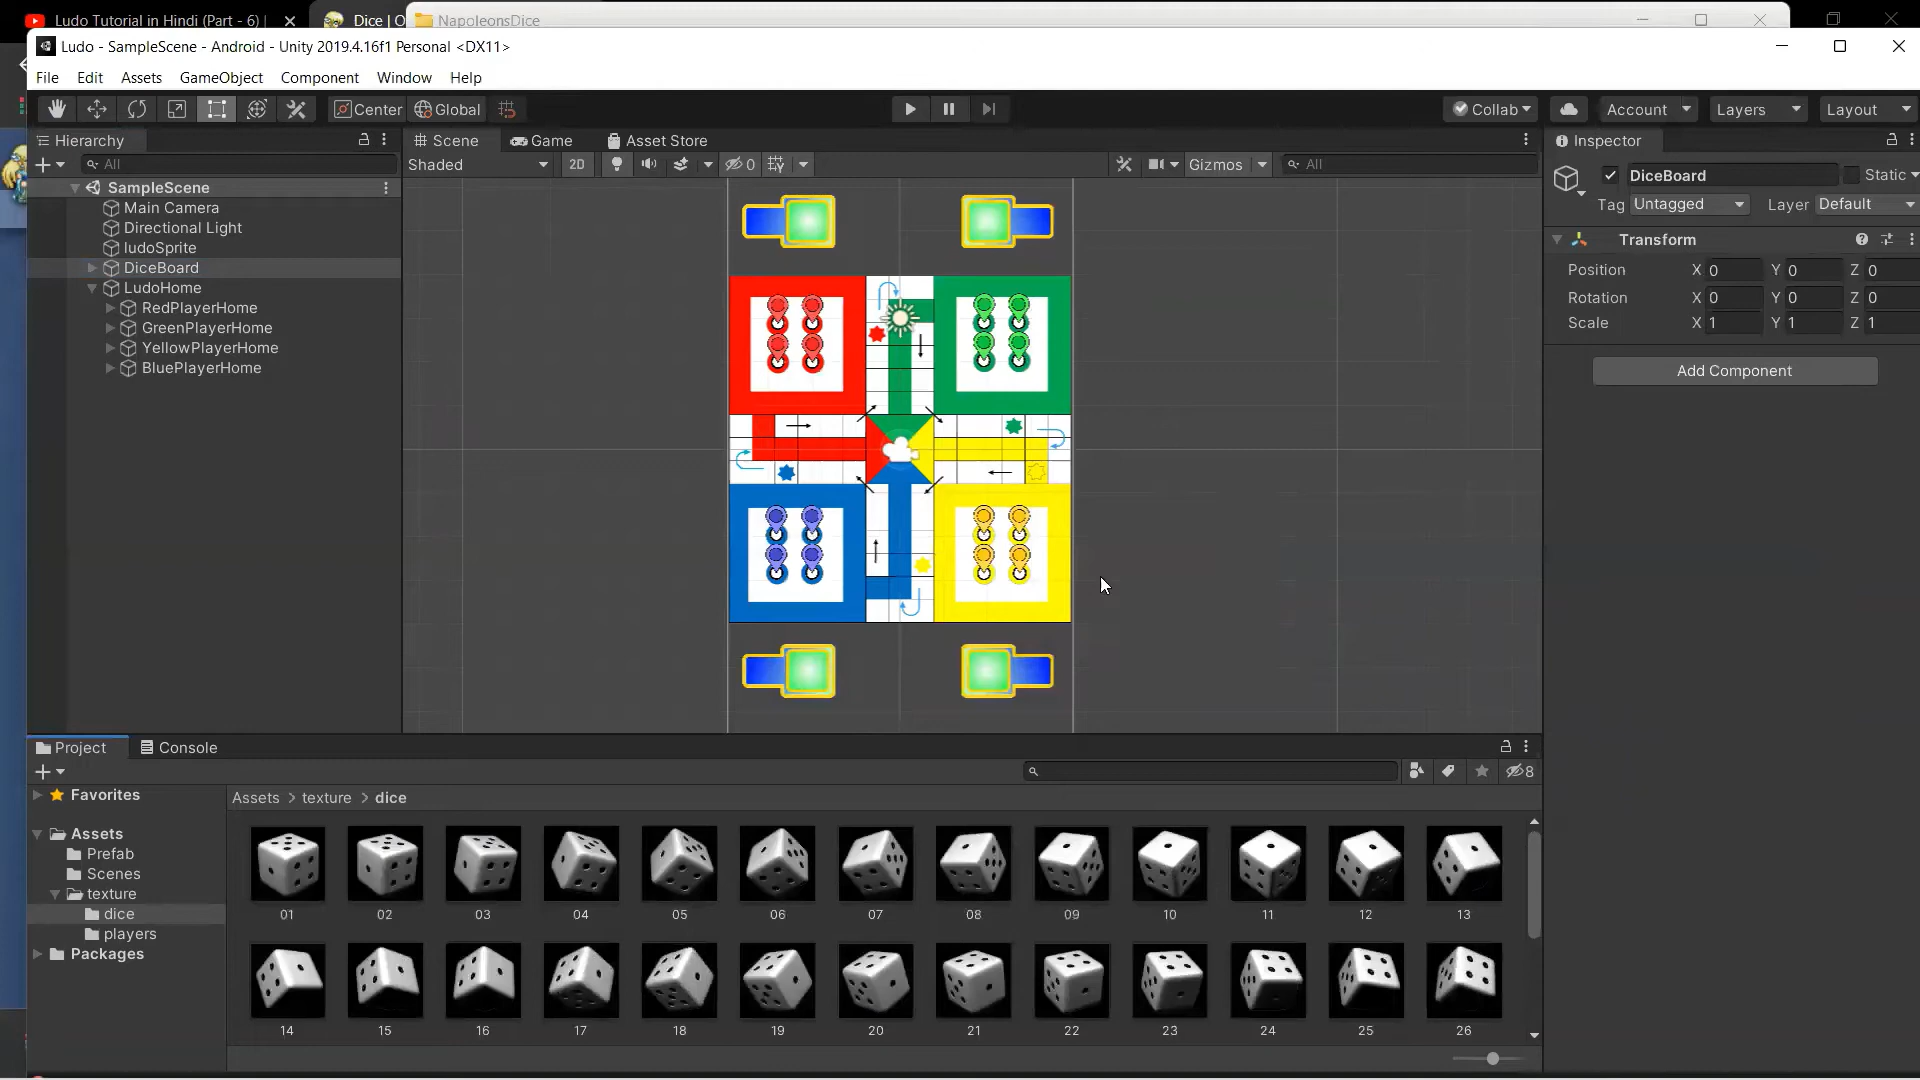 Ludo Tutorial in Hindi (Part - 6) |
Dice | O
NapoleonsDice
Ludo - SampleScene - Android - Unity 2019.4.16f1 Personal <DX11>
File Edit Assets GameObject Component Window Help
Center Global Collab Account Layers Layout
Hierarchy
All
SampleScene
Main Camera
Directional Light
ludoSprite
DiceBoard
LudoHome
RedPlayerHome
GreenPlayerHome
YellowPlayerHome
BluePlayerHome
Scene Game Asset Store
Shaded 2D 0 Gizmos All
Inspector
DiceBoard Static
Tag Untagged Layer Default
Transform
Position X 0 Y 0 Z 0
Rotation X 0 Y 0 Z 0
Scale X 1 Y 1 Z 1
Add Component
Project Console
8
Favorites
Assets
Prefab
Scenes
texture
dice
players
Packages
Assets > texture > dice
01 02 03 04 05 06 07 08 09 10 11 12 13
14 15 16 17 18 19 20 21 22 23 24 25 26